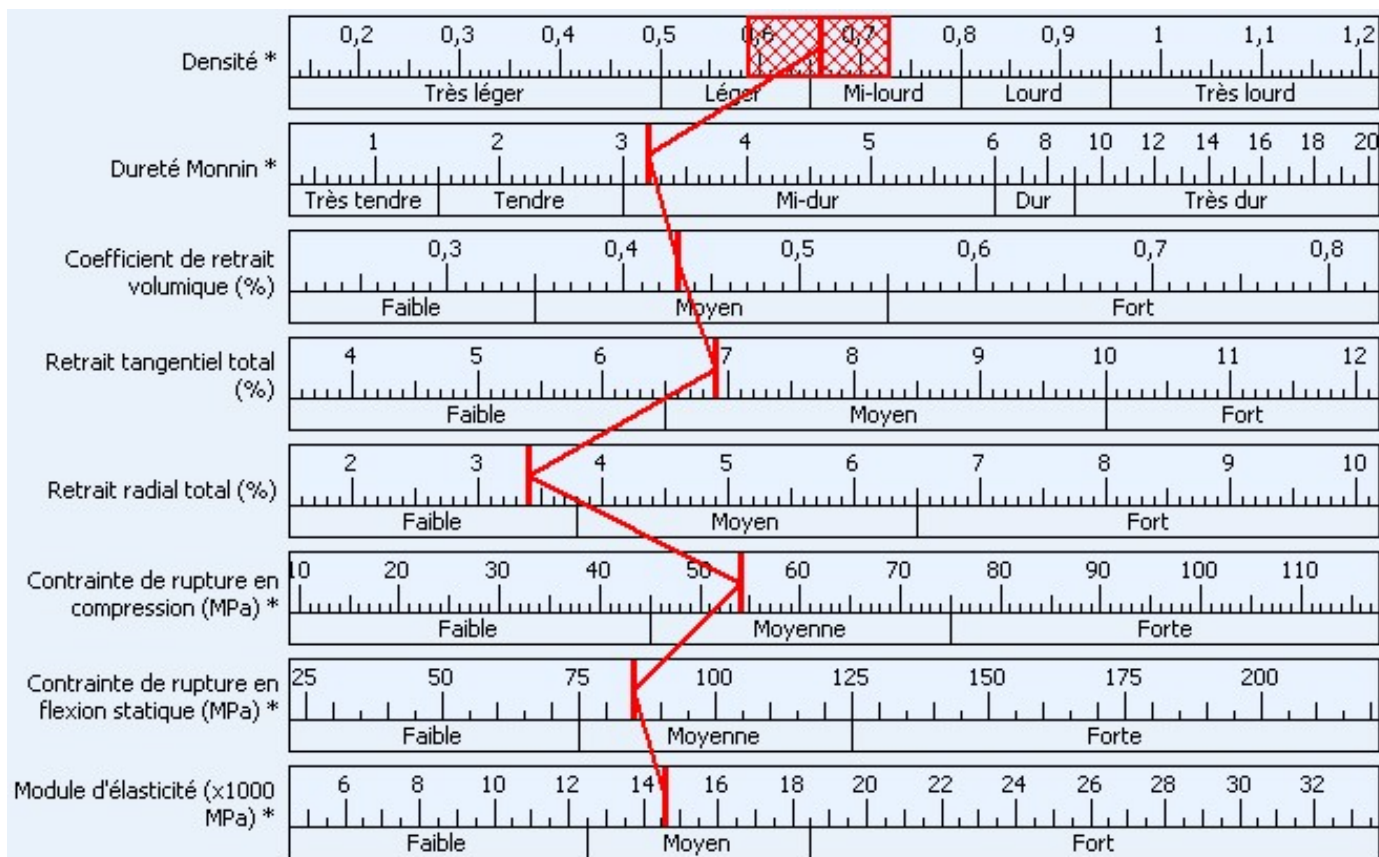 Densité *
0,2 0,3 0,4 0,5 0,6 0,7 0,8 0,9 1 1,1 1,2
Très léger Léger Mi-lourd Lourd Très lourd
Dureté Monnin *
1 2 3 4 5 6 8 10 12 14 16 18 20
Très tendre Tendre Mi-dur Dur Très dur
Coefficient de retrait
volumique (%)
0,3 0,4 0,5 0,6 0,7 0,8
Faible Moyen Fort
Retrait tangentiel total
(%)
4 5 6 7 8 9 10 11 12
Faible Moyen Fort
Retrait radial total (%)
2 3 4 5 6 7 8 9 10
Faible Moyen Fort
Contrainte de rupture en
compression (MPa) *
10 20 30 40 50 60 70 80 90 100 110
Faible Moyenne Forte
Contrainte de rupture en
flexion statique (MPa) *
25 50 75 100 125 150 175 200
Faible Moyenne Forte
Module d'élasticité (x1000
MPa) *
6 8 10 12 14 16 18 20 22 24 26 28 30 32
Faible Moyen Fort